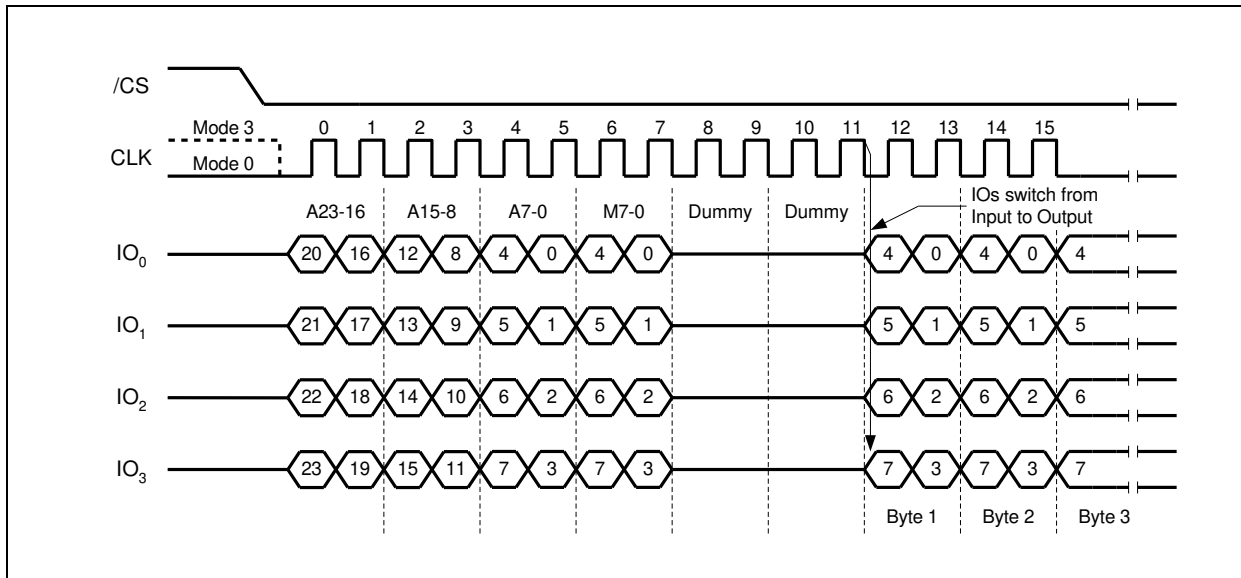 /CS
Mode 3
0 1 2 3 4 5 6 7 8 9 10 11 12 13 14 15
CLK
Mode 0
A23-16 A15-8 A7-0 M7-0 Dummy Dummy
IOs switch from
Input to Output
IO0 20 16 12 8 4 0 4 0 4 0 4 0 4
IO1 21 17 13 9 5 1 5 1 5 1 5 1 5
IO2 22 18 14 10 6 2 6 2 6 2 6 2 6
IO3 23 19 15 11 7 3 7 3 7 3 7 3 7
Byte 1 Byte 2 Byte 3